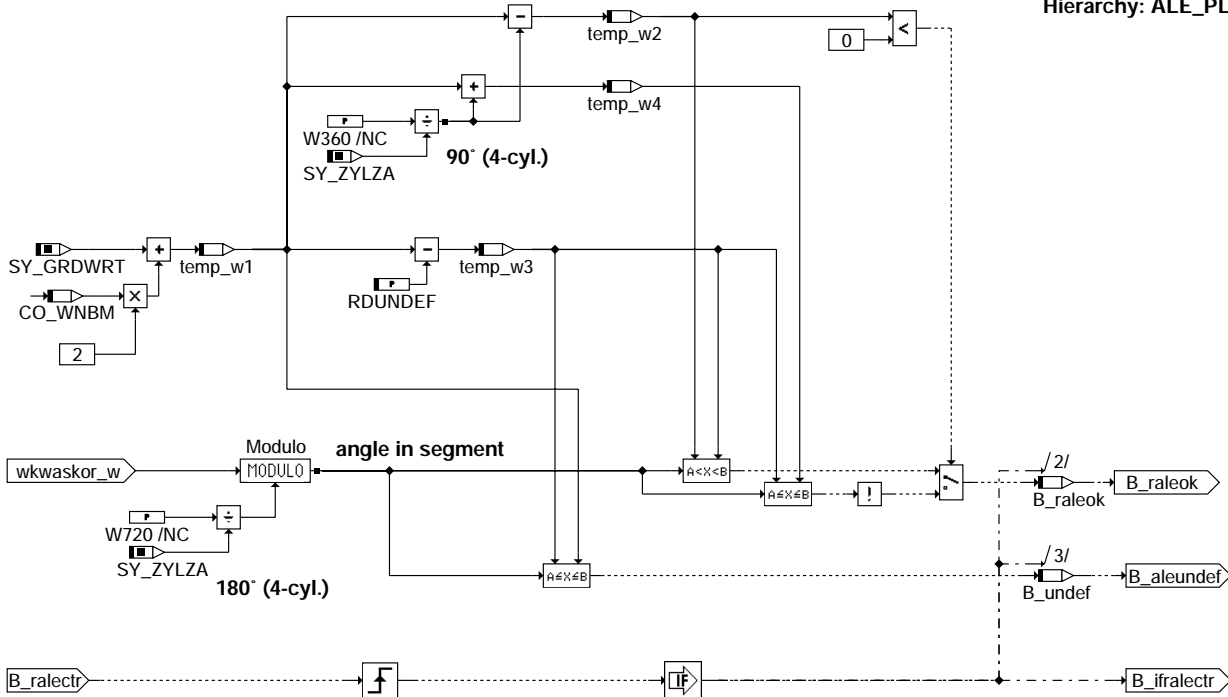 Hierarchy: ALE_PL
-
temp_w2
0
<
+
temp_w4
P
W360 /NC
÷
SY_ZYLZA
90° (4-cyl.)
SY_GRDWRT
+
temp_w1
-
temp_w3
P
RDUNDEF
CO_WNBM
X
2
Modulo
angle in segment
wkwaskor_w
MODULO
A<X<B
/2/
B_raleok
B_raleok
A≤X≤B
!
P
W720 /NC
÷
SY_ZYLZA
180° (4-cyl.)
A≤X≤B
/3/
B_undef
B_aleundef
B_ralectr
IF
B_ifralectr